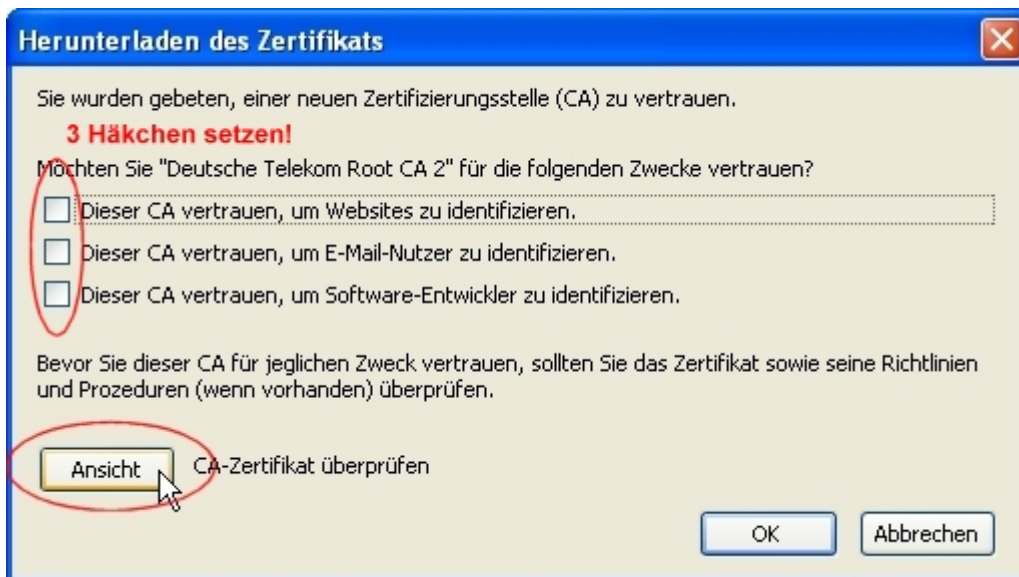 Herunterladen des Zertifikats
Sie wurden gebeten, einer neuen Zertifizierungsstelle (CA) zu vertrauen.
3 Häkchen setzen!
Möchten Sie "Deutsche Telekom Root CA 2" für die folgenden Zwecke vertrauen?
Dieser CA vertrauen, um Websites zu identifizieren.
Dieser CA vertrauen, um E-Mail-Nutzer zu identifizieren.
Dieser CA vertrauen, um Software-Entwickler zu identifizieren.
Bevor Sie dieser CA für jeglichen Zweck vertrauen, sollten Sie das Zertifikat sowie seine Richtlinien
und Prozeduren (wenn vorhanden) überprüfen.
Ansicht CA-Zertifikat überprüfen
OK Abbrechen